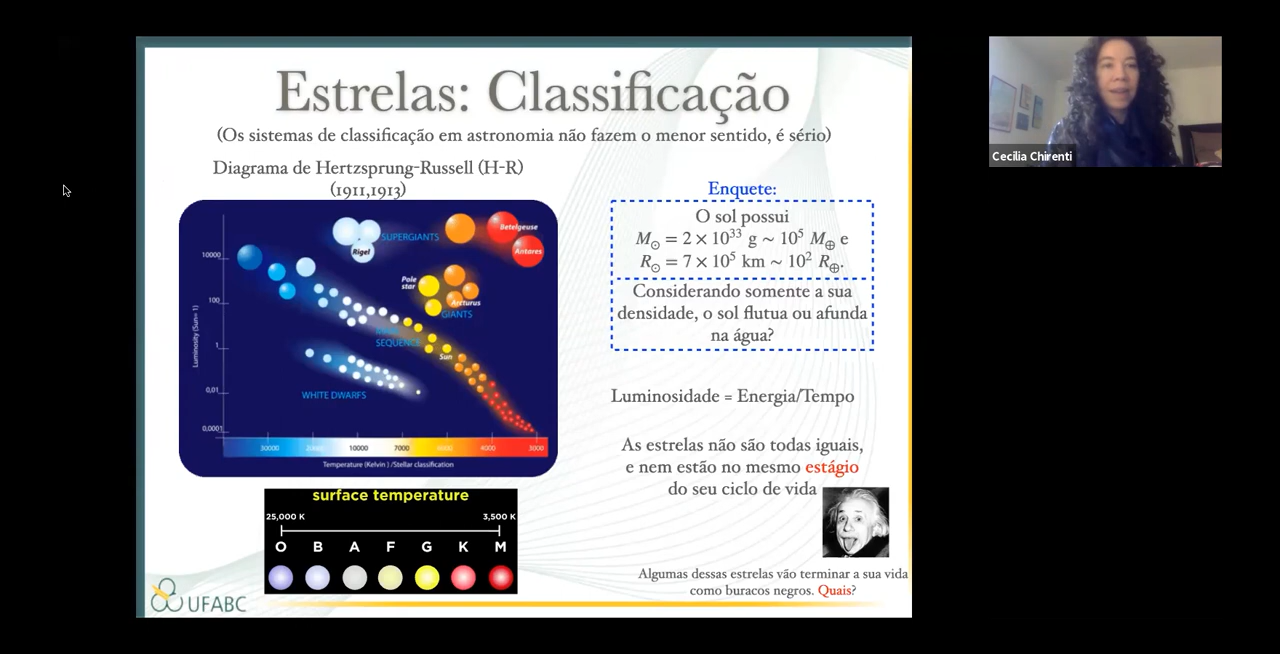 Estrelas: Classificação
(Os sistemas de classificação em astronomia não fazem o menor sentido, é sério)
Diagrama de Hertzsprung-Russell (H-R)
(1911,1913)
SUPERGIANTS
Betelgeuse
Rigel
Antares
Pole
star
Arcturus
GIANTS
MAIN
SEQUENCE
Sun
WHITE DWARFS
Luminosity (Sun= 1)
10000
100
1
0,01
0,0001
30000 10000 7000 4000 3000
Temperature (Kelvin ) /Stellar classification
surface temperature
25,000 K 3,500 K
O B A F G K M
UFABC
Enquete:
O sol possui
M☉ = 2 × 10³³ g ~ 10⁵ M⊕ e
R☉ = 7 × 10⁵ km ~ 10² R⊕.
Considerando somente a sua
densidade, o sol flutua ou afunda
na água?
Luminosidade = Energia/Tempo
As estrelas não são todas iguais,
e nem estão no mesmo estágio
do seu ciclo de vida
Algumas dessas estrelas vão terminar a sua vida
como buracos negros. Quais?
Cecilia Chirenti